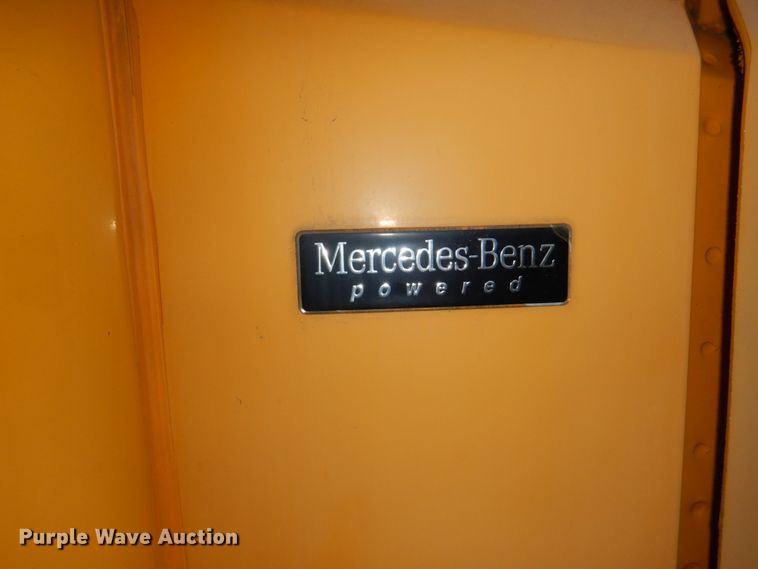 Mercedes-Benz
powered
Purple Wave Auction